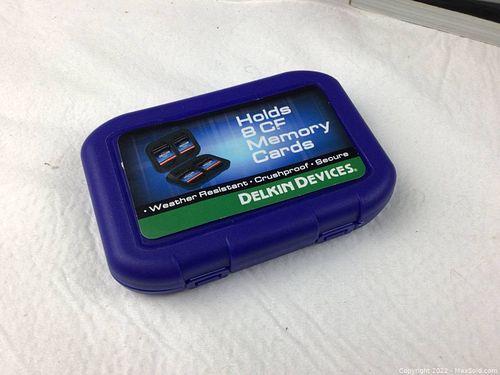 Holds
8 CF
Memory
Cards
• Weather Resistant • Crushproof • Secure
DELKIN DEVICES®
Copyright 2022 - MaxSold.com